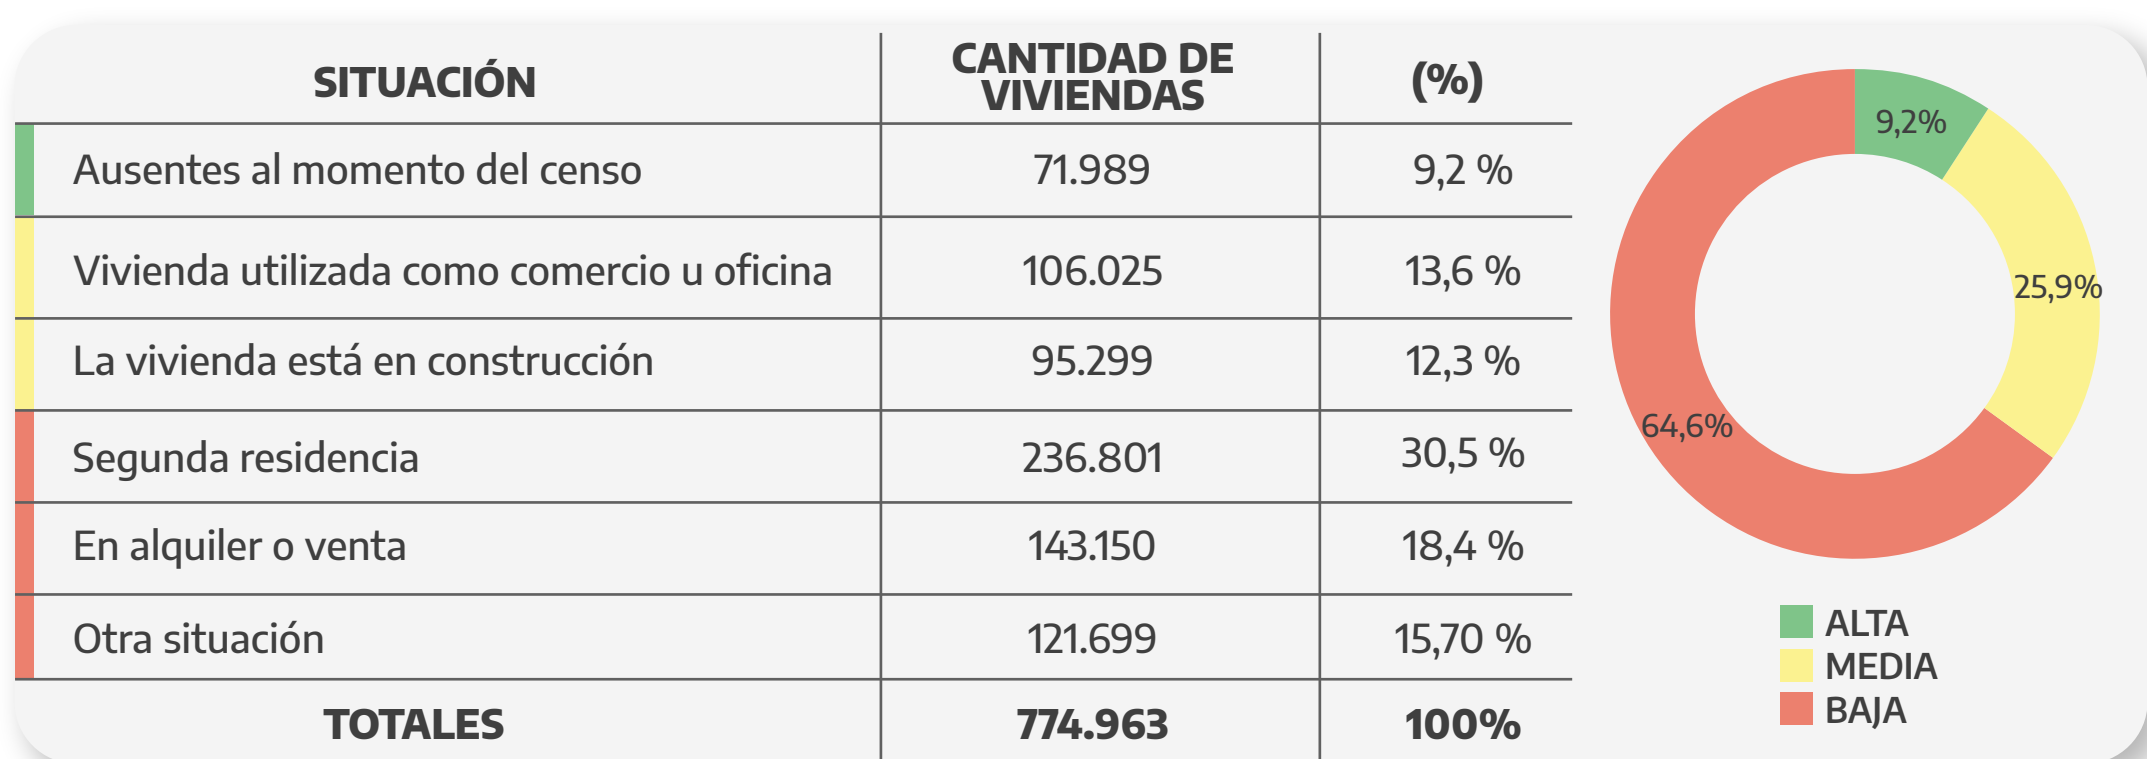 SITUACIÓN
CANTIDAD DE
VIVIENDAS
(%)
Ausentes al momento del censo 71.989 9,2 %
Vivienda utilizada como comercio u oficina 106.025 13,6 %
La vivienda está en construcción 95.299 12,3 %
Segunda residencia 236.801 30,5 %
En alquiler o venta 143.150 18,4 %
Otra situación 121.699 15,70 %
TOTALES 774.963 100%
9,2%
25,9%
64,6%
ALTA
MEDIA
BAJA